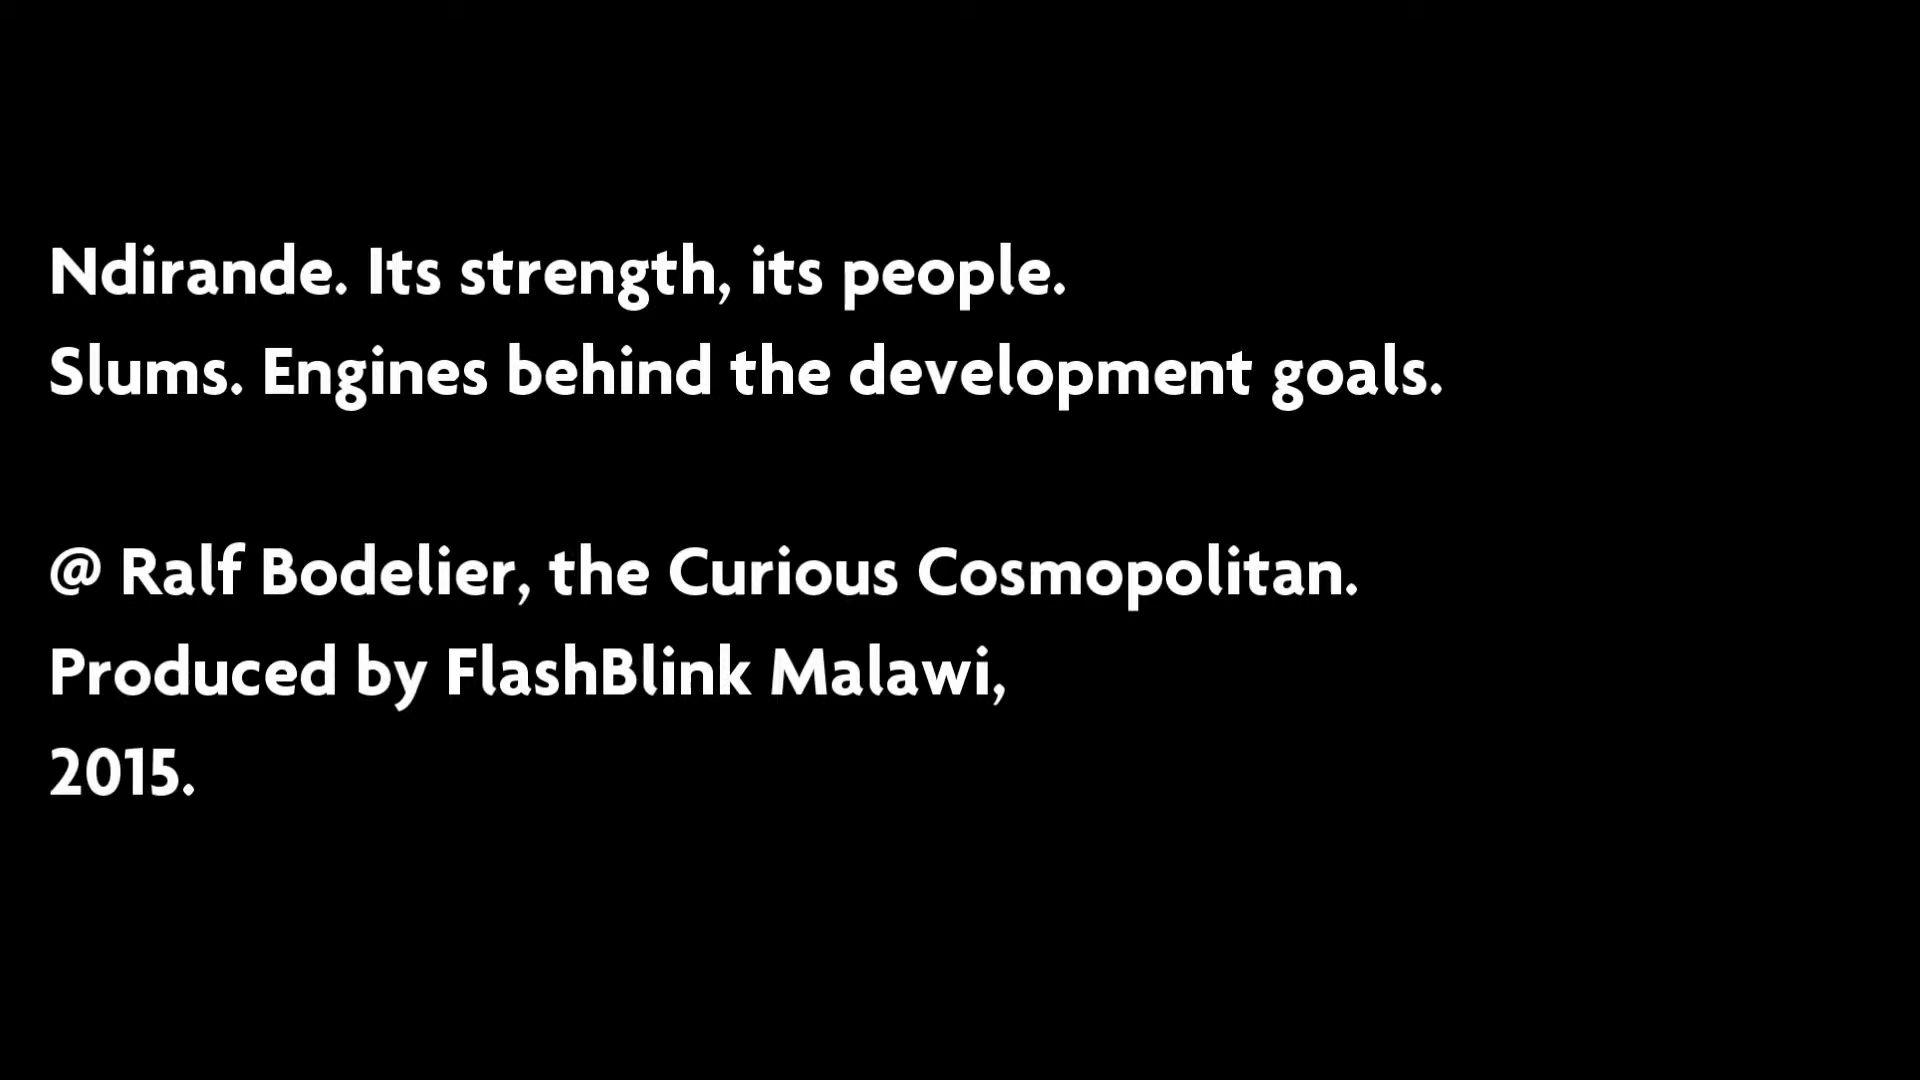 Ndirande. Its strength, its people.
Slums. Engines behind the development goals.
@ Ralf Bodelier, the Curious Cosmopolitan.
Produced by FlashBlink Malawi,
2015.